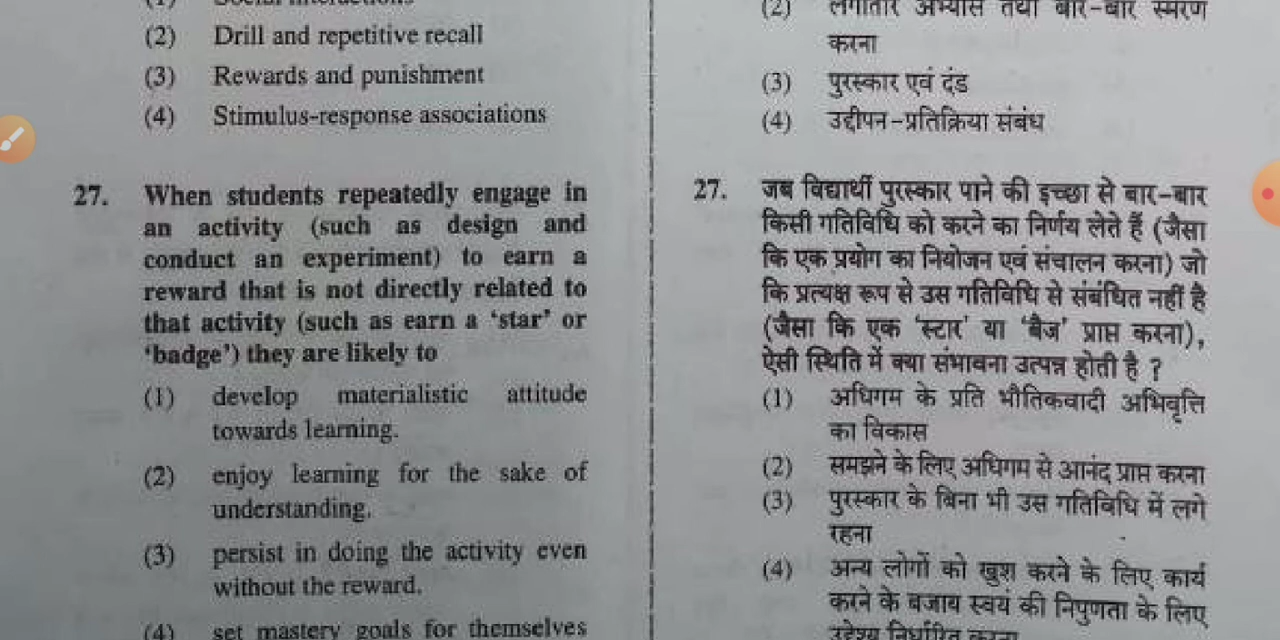 (1) Social interactions
(2) Drill and repetitive recall
(3) Rewards and punishment
(4) Stimulus-response associations
27. When students repeatedly engage in
an activity (such as design and
conduct an experiment) to earn a
reward that is not directly related to
that activity (such as earn a ‘star’ or
‘badge’) they are likely to
(1) develop materialistic attitude
towards learning.
(2) enjoy learning for the sake of
understanding.
(3) persist in doing the activity even
without the reward.
(4) set mastery goals for themselves
(2) लगातार अभ्यास तथा बार-बार स्मरण
करना
(3) पुरस्कार एवं दंड
(4) उद्दीपन-प्रतिक्रिया संबंध
27. जब विद्यार्थी पुरस्कार पाने की इच्छा से बार-बार
किसी गतिविधि को करने का निर्णय लेते हैं (जैसा
कि एक प्रयोग का नियोजन एवं संचालन करना) जो
कि प्रत्यक्ष रूप से उस गतिविधि से संबंधित नहीं है
(जैसा कि एक ‘स्टार’ या ‘बैज’ प्राप्त करना),
ऐसी स्थिति में क्या संभावना उत्पन्न होती है ?
(1) अधिगम के प्रति भौतिकवादी अभिवृत्ति
का विकास
(2) समझने के लिए अधिगम से आनंद प्राप्त करना
(3) पुरस्कार के बिना भी उस गतिविधि में लगे
रहना
(4) अन्य लोगों को खुश करने के लिए कार्य
करने के बजाय स्वयं की निपुणता के लिए
उद्देश्य निर्धारित करना